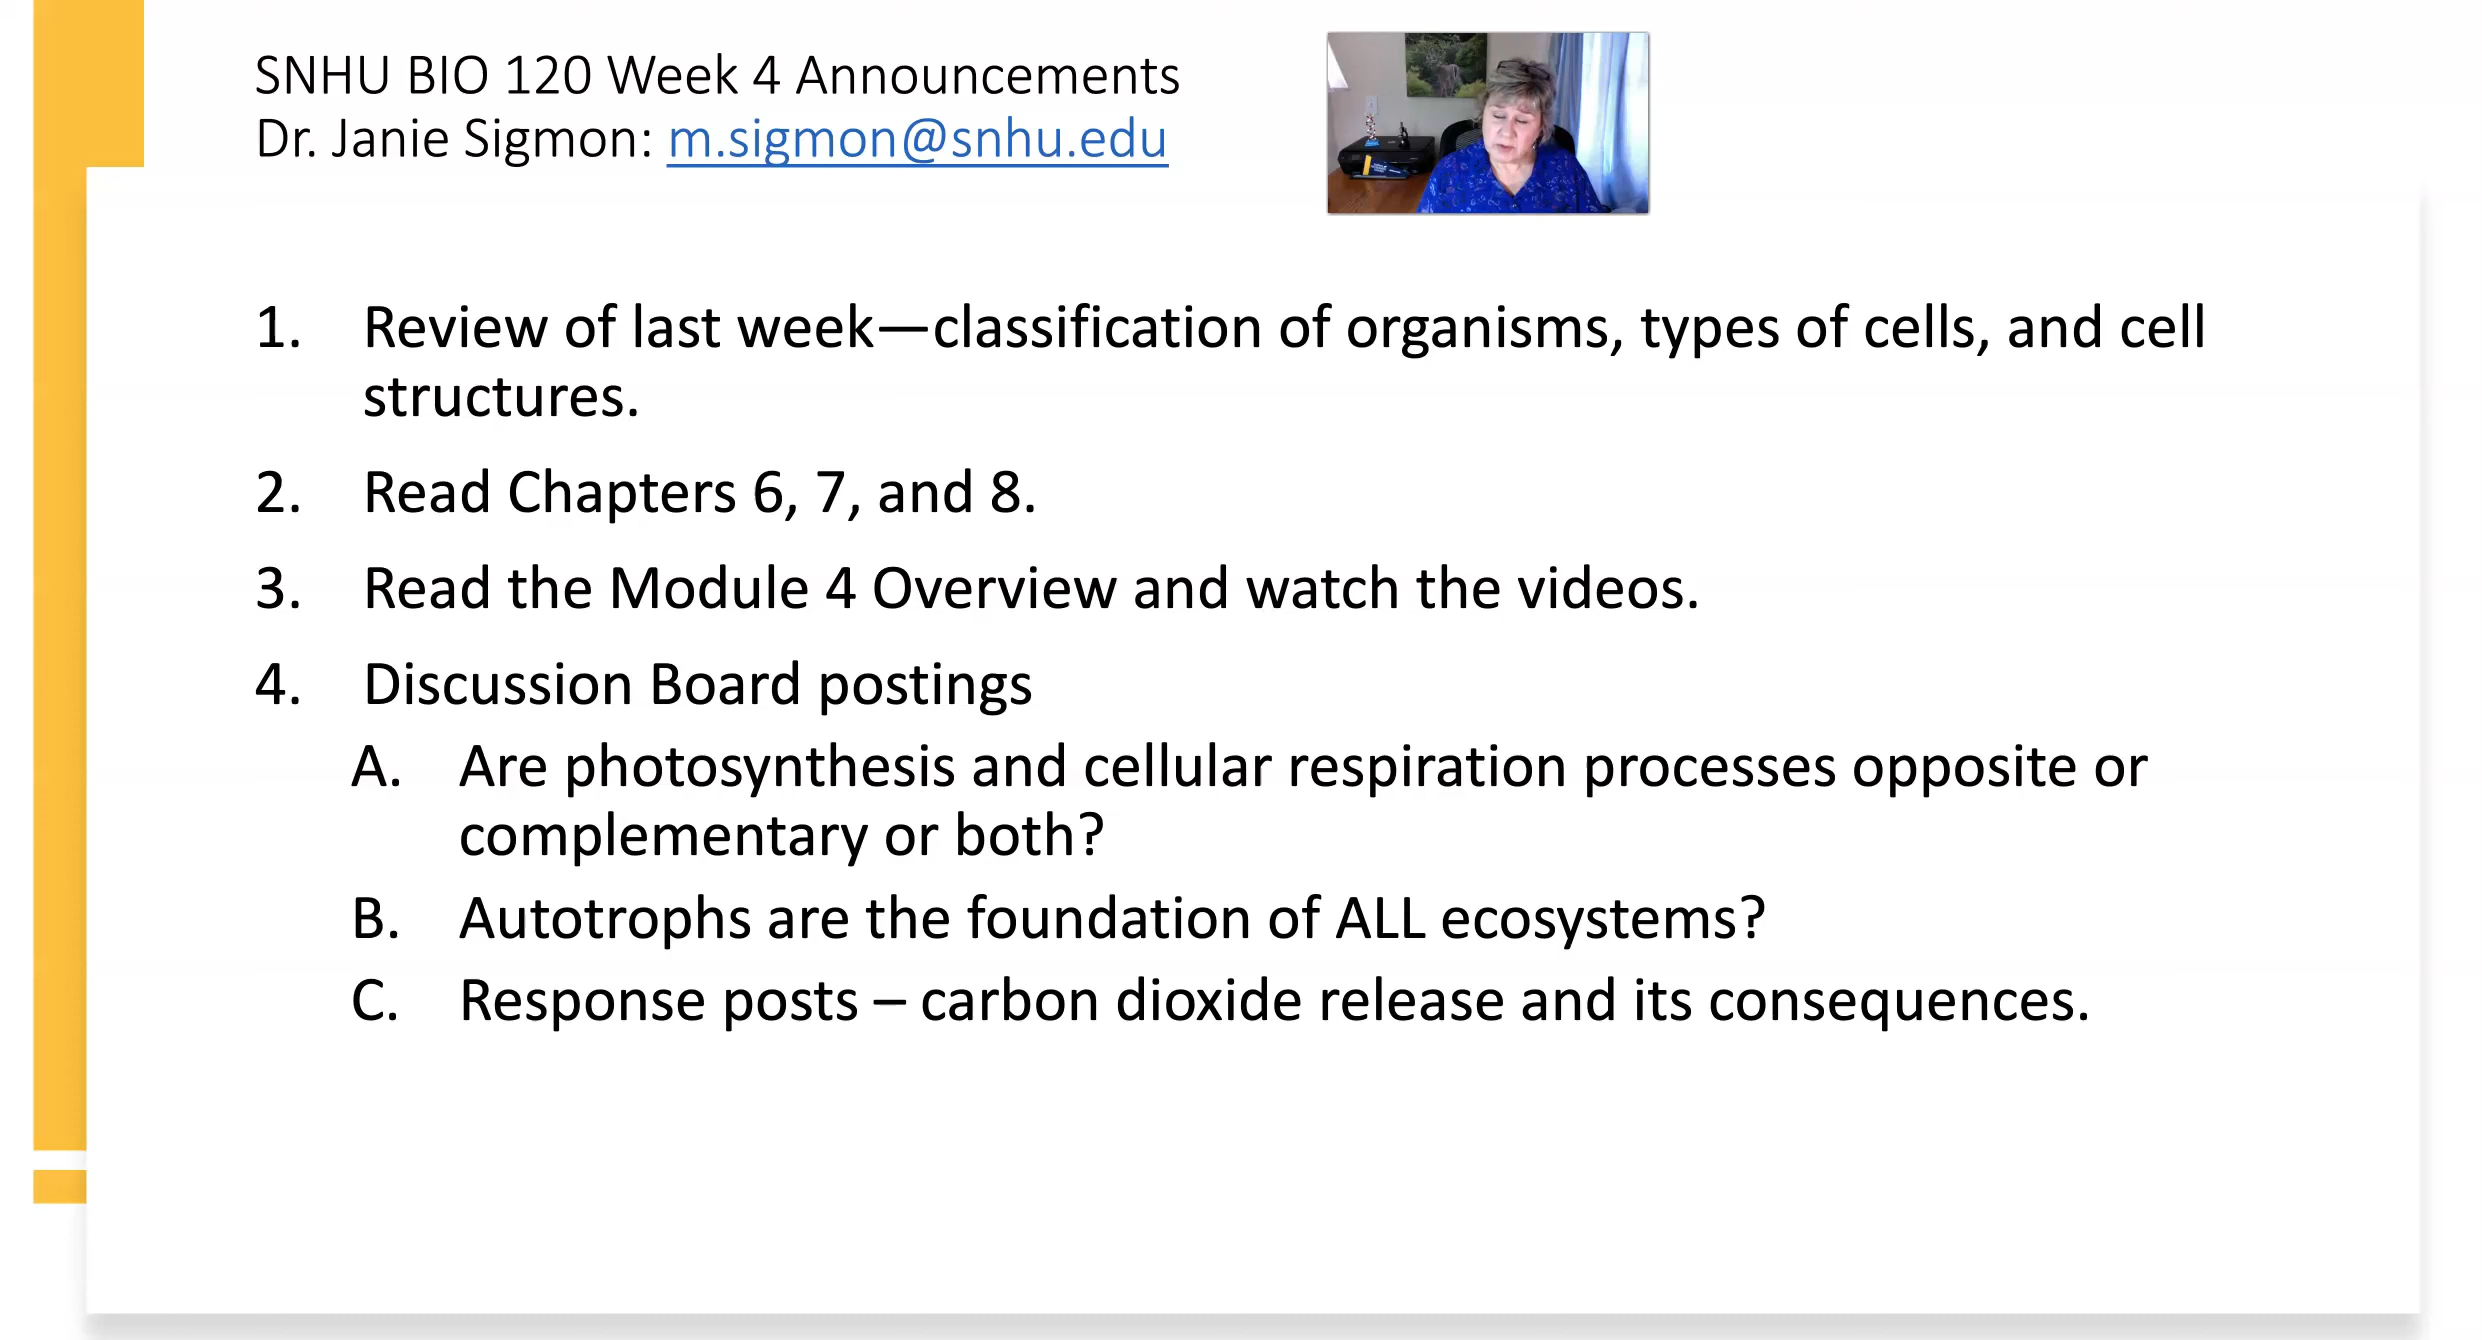 SNHU BIO 120 Week 4 Announcements
Dr. Janie Sigmon: m.sigmon@snhu.edu
1. Review of last week—classification of organisms, types of cells, and cell
structures.
2. Read Chapters 6, 7, and 8.
3. Read the Module 4 Overview and watch the videos.
4. Discussion Board postings
A. Are photosynthesis and cellular respiration processes opposite or
complementary or both?
B. Autotrophs are the foundation of ALL ecosystems?
C. Response posts – carbon dioxide release and its consequences.